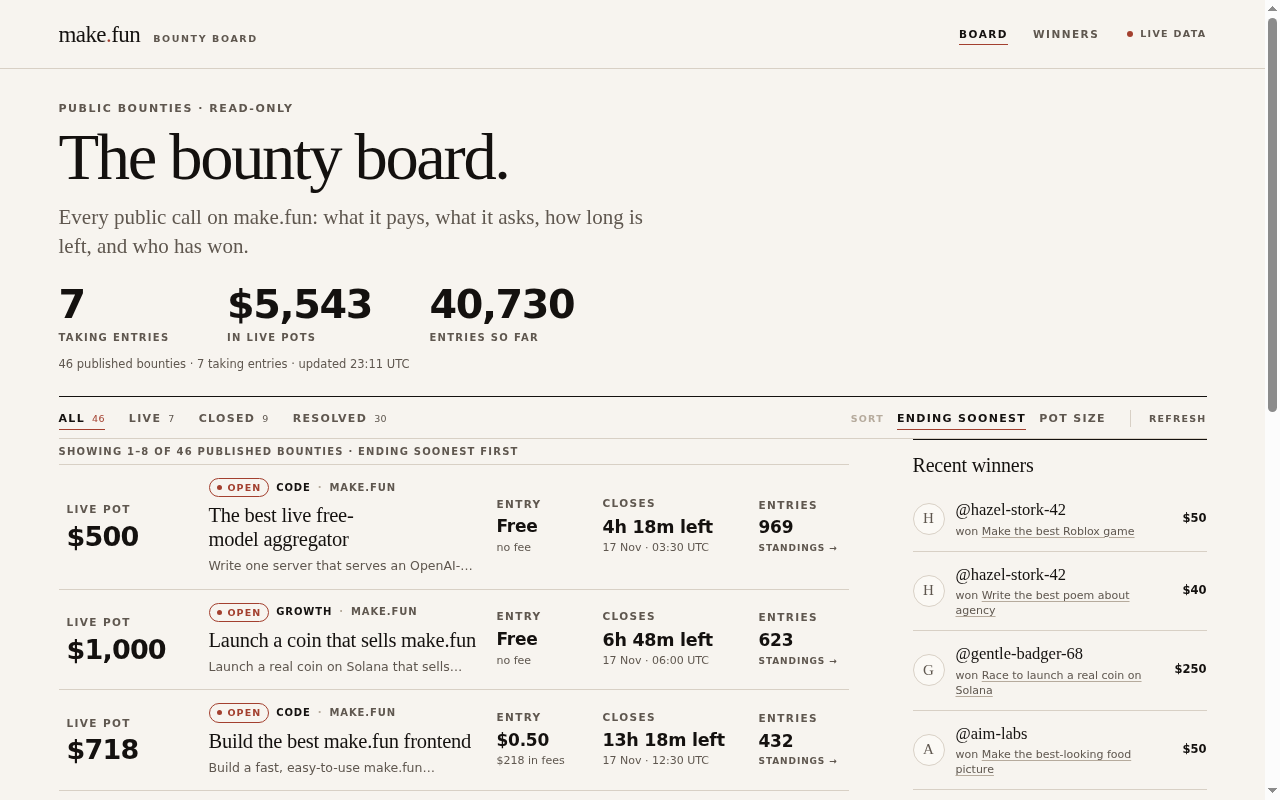 make.fun BOUNTY BOARD
BOARD WINNERS LIVE DATA
PUBLIC BOUNTIES · READ-ONLY
The bounty board.
Every public call on make.fun: what it pays, what it asks, how long is
left, and who has won.
7 $5,543 40,730
TAKING ENTRIES IN LIVE POTS ENTRIES SO FAR
46 published bounties · 7 taking entries · updated 23:11 UTC
ALL 46 LIVE 7 CLOSED 9 RESOLVED 30
SORT ENDING SOONEST POT SIZE REFRESH
SHOWING 1–8 OF 46 PUBLISHED BOUNTIES · ENDING SOONEST FIRST
LIVE POT
$500
OPEN CODE · MAKE.FUN
The best live free-
model aggregator
Write one server that serves an OpenAI-…
ENTRY
Free
no fee
CLOSES
4h 18m left
17 Nov · 03:30 UTC
ENTRIES
969
STANDINGS →
LIVE POT
$1,000
OPEN GROWTH · MAKE.FUN
Launch a coin that sells make.fun
Launch a real coin on Solana that sells…
ENTRY
Free
no fee
CLOSES
6h 48m left
17 Nov · 06:00 UTC
ENTRIES
623
STANDINGS →
LIVE POT
$718
OPEN CODE · MAKE.FUN
Build the best make.fun frontend
Build a fast, easy-to-use make.fun…
ENTRY
$0.50
$218 in fees
CLOSES
13h 18m left
17 Nov · 12:30 UTC
ENTRIES
432
STANDINGS →
Recent winners
H
@hazel-stork-42
won Make the best Roblox game
$50
H
@hazel-stork-42
won Write the best poem about
agency
$40
G
@gentle-badger-68
won Race to launch a real coin on
Solana
$250
A
@aim-labs
won Make the best-looking food
picture
$50